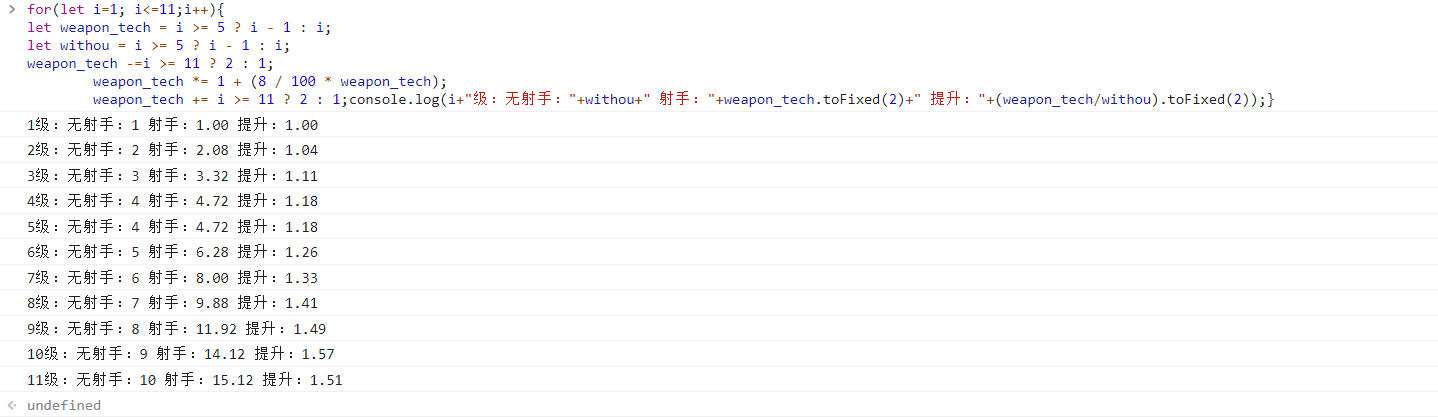 for(let i=1; i<=11;i++){
let weapon_tech = i >= 5 ? i - 1 : i;
let withou = i >= 5 ? i - 1 : i;
weapon_tech -=i >= 11 ? 2 : 1;
weapon_tech *= 1 + (8 / 100 * weapon_tech);
weapon_tech += i >= 11 ? 2 : 1;console.log(i+"级：无射手："+withou+" 射手："+weapon_tech.toFixed(2)+" 提升："+(weapon_tech/withou).toFixed(2));}
1级：无射手：1 射手：1.00 提升：1.00
2级：无射手：2 射手：2.08 提升：1.04
3级：无射手：3 射手：3.32 提升：1.11
4级：无射手：4 射手：4.72 提升：1.18
5级：无射手：4 射手：4.72 提升：1.18
6级：无射手：5 射手：6.28 提升：1.26
7级：无射手：6 射手：8.00 提升：1.33
8级：无射手：7 射手：9.88 提升：1.41
9级：无射手：8 射手：11.92 提升：1.49
10级：无射手：9 射手：14.12 提升：1.57
11级：无射手：10 射手：15.12 提升：1.51
undefined